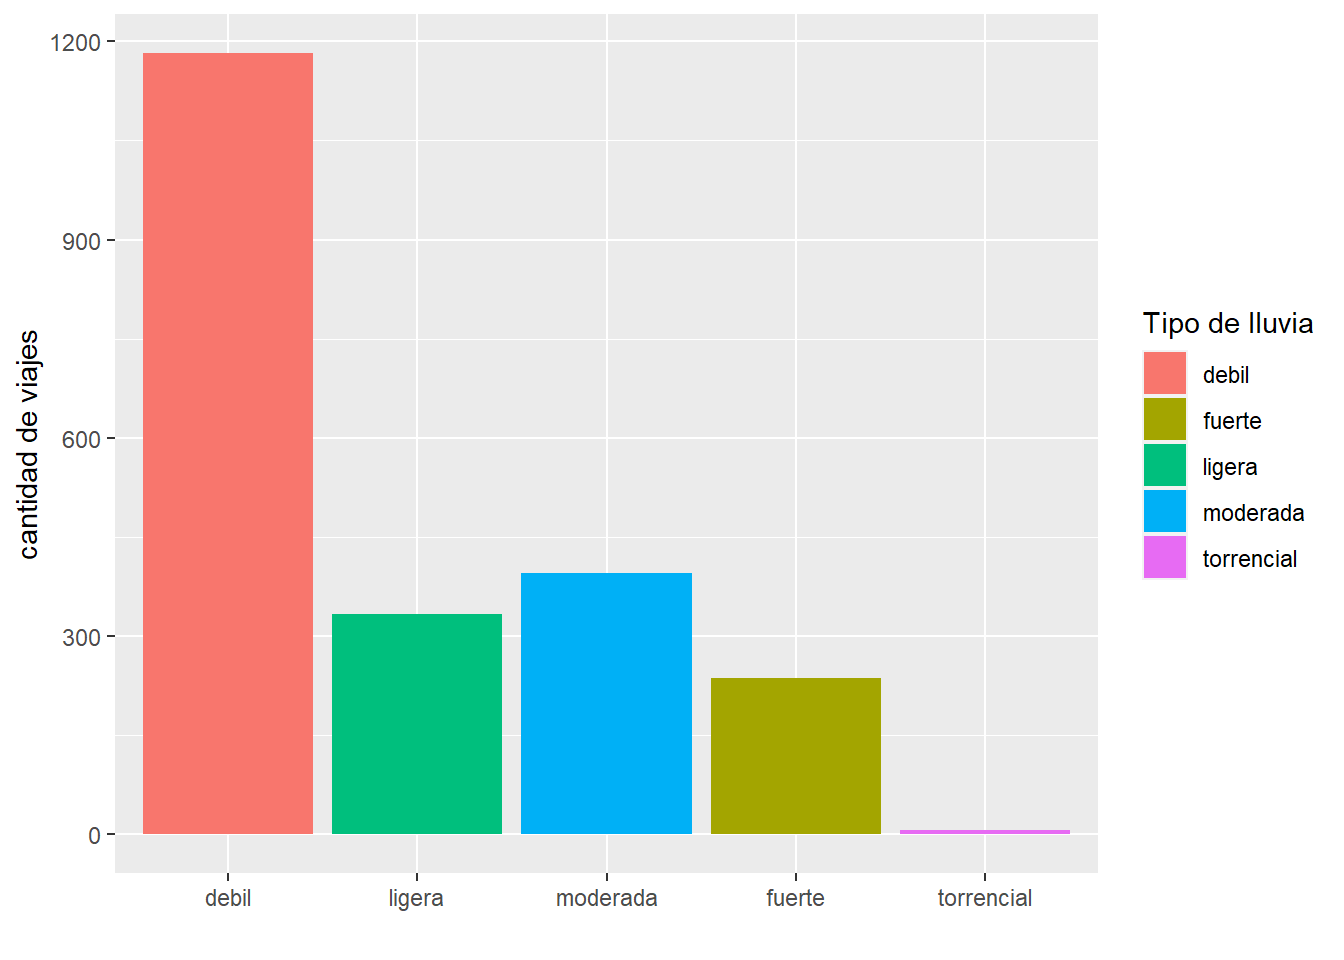 1200
900
600
300
0
cantidad de viajes
debil
ligera
moderada
fuerte
torrencial
Tipo de lluvia
debil
fuerte
ligera
moderada
torrencial